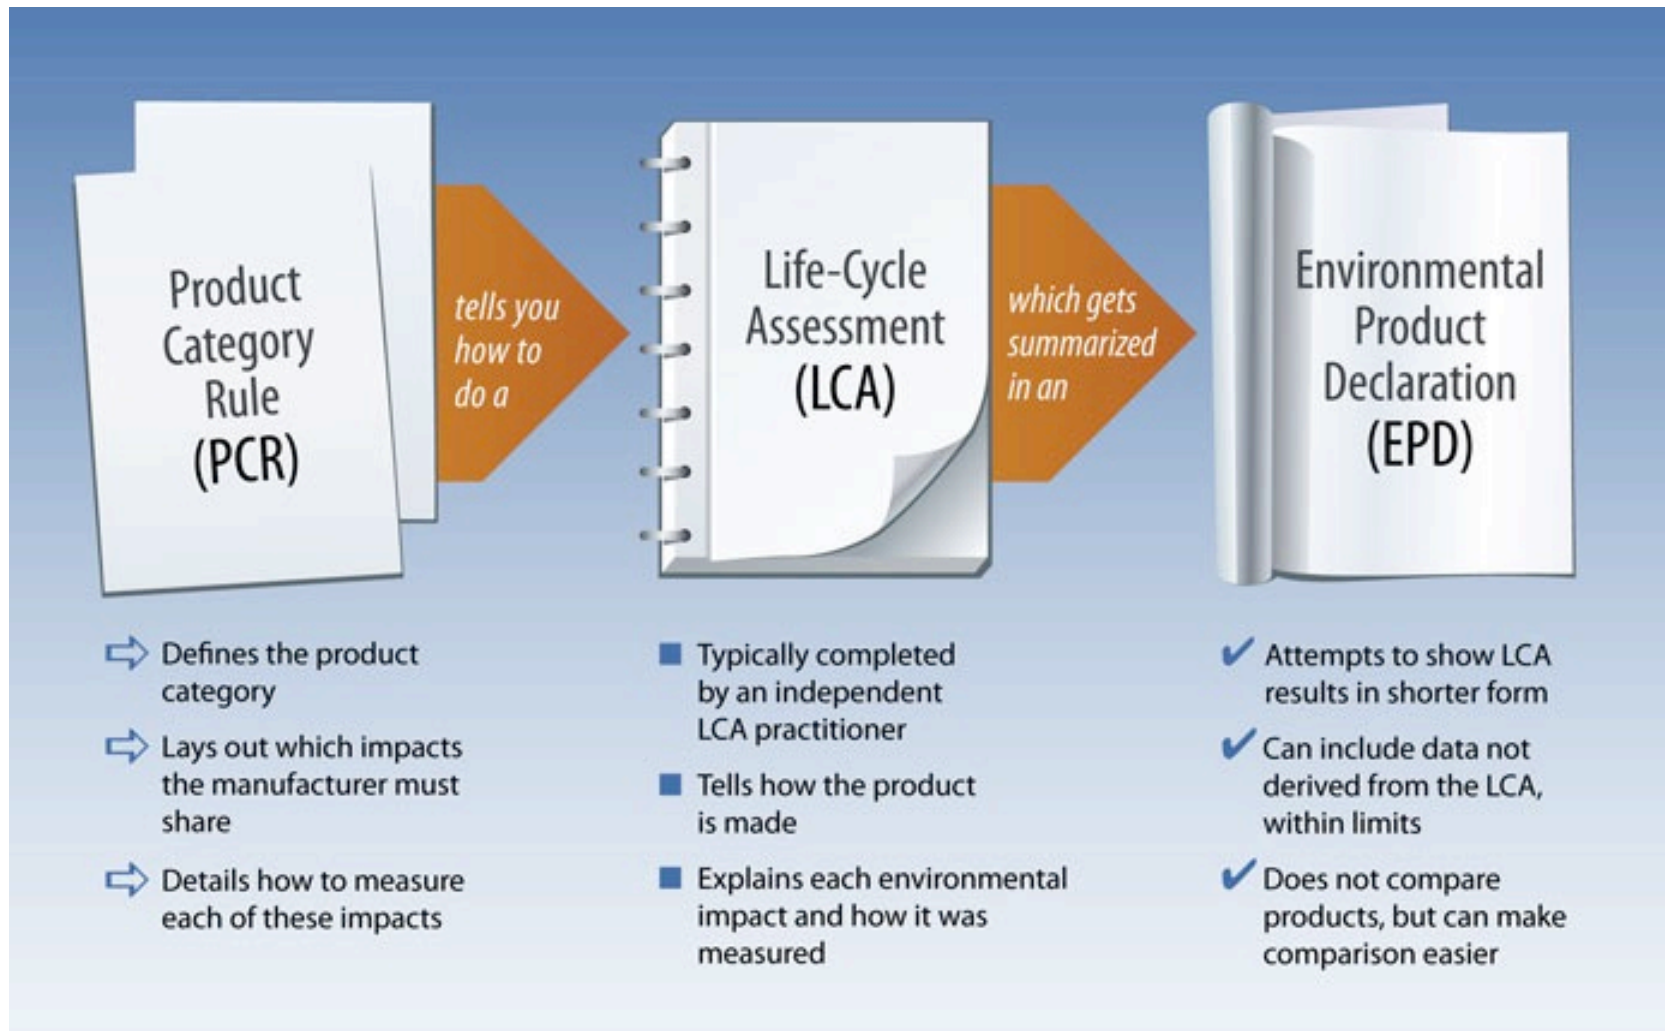 Product
Category
Rule
(PCR)
tells you
how to
do a
Life-Cycle
Assessment
(LCA)
which gets
summarized
in an
Environmental
Product
Declaration
(EPD)
Defines the product
category
Lays out which impacts
the manufacturer must
share
Details how to measure
each of these impacts
Typically completed
by an independent
LCA practitioner
Tells how the product
is made
Explains each environmental
impact and how it was
measured
Attempts to show LCA
results in shorter form
Can include data not
derived from the LCA,
within limits
Does not compare
products, but can make
comparison easier